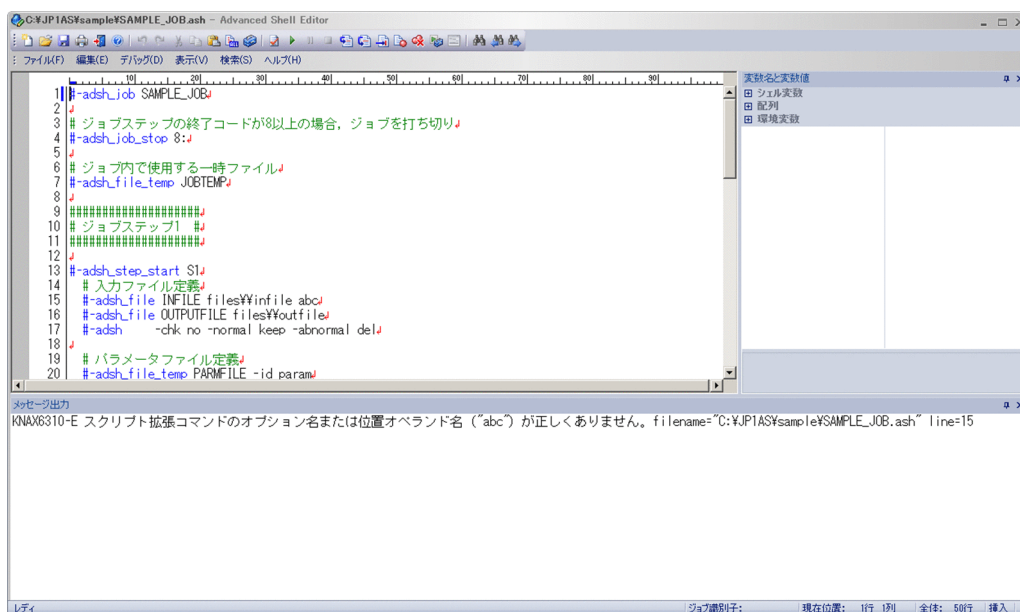 C:¥JP1AS¥sample¥SAMPLE_JOB.ash - Advanced Shell Editor
ファイル(F) 編集(E) デバッグ(D) 表示(V) 検索(S) ヘルプ(H)
10 20 30 40 50 60 70 80 90
1 #-adsh_job SAMPLE_JOB
2
3 # ジョブステップの終了コードが8以上の場合，ジョブを打ち切り
4 #-adsh_job_stop 8:
5
6 # ジョブ内で使用する一時ファイル
7 #-adsh_file_temp JOBTEMP
8
9 ####################
10 # ジョブステップ1 #
11 ####################
12
13 #-adsh_step_start S1
14 # 入力ファイル定義
15 #-adsh_file INFILE files¥¥infile abc
16 #-adsh_file OUTPUTFILE files¥¥outfile
17 #-adsh -chk no -normal keep -abnormal del
18
19 # パラメータファイル定義
20 #-adsh_file_temp PARMFILE -id param
変数名と変数値
シェル変数
配列
環境変数
メッセージ出力
KNAX6310-E スクリプト拡張コマンドのオプション名または位置オペランド名（"abc"）が正しくありません。filename="C:¥JP1AS¥sample¥SAMPLE_JOB.ash" line=15
レディ ジョブ識別子: 現在位置: 1行 1列 全体: 50行 挿入